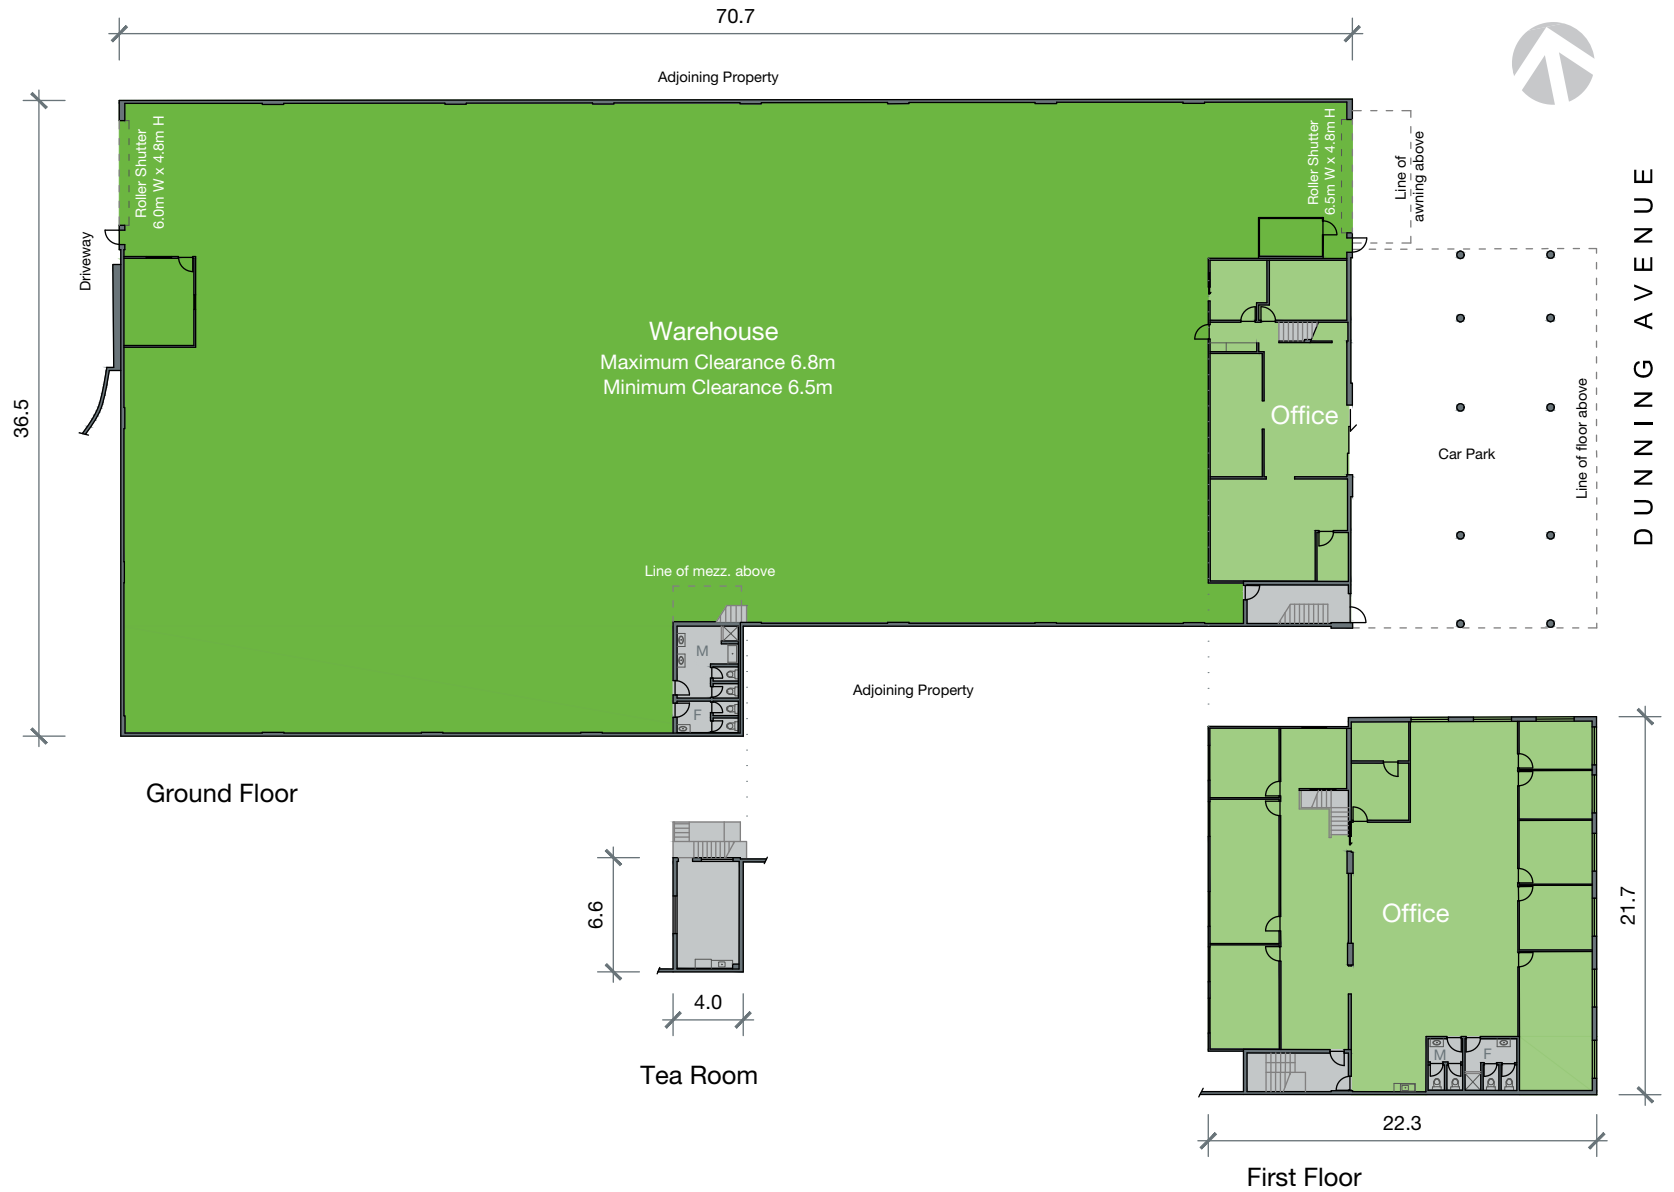 70.7
Adjoining Property
36.5
Driveway
Roller Shutter
6.0m W x 4.8m H
Roller Shutter
6.5m W x 4.8m H
Line of
awning above
DUNNING AVENUE
Warehouse
Maximum Clearance 6.8m
Minimum Clearance 6.5m
Office
Car Park
Line of floor above
Line of mezz. above
M
F
Adjoining Property
Ground Floor
6.6
4.0
Tea Room
Office
M
F
21.7
22.3
First Floor